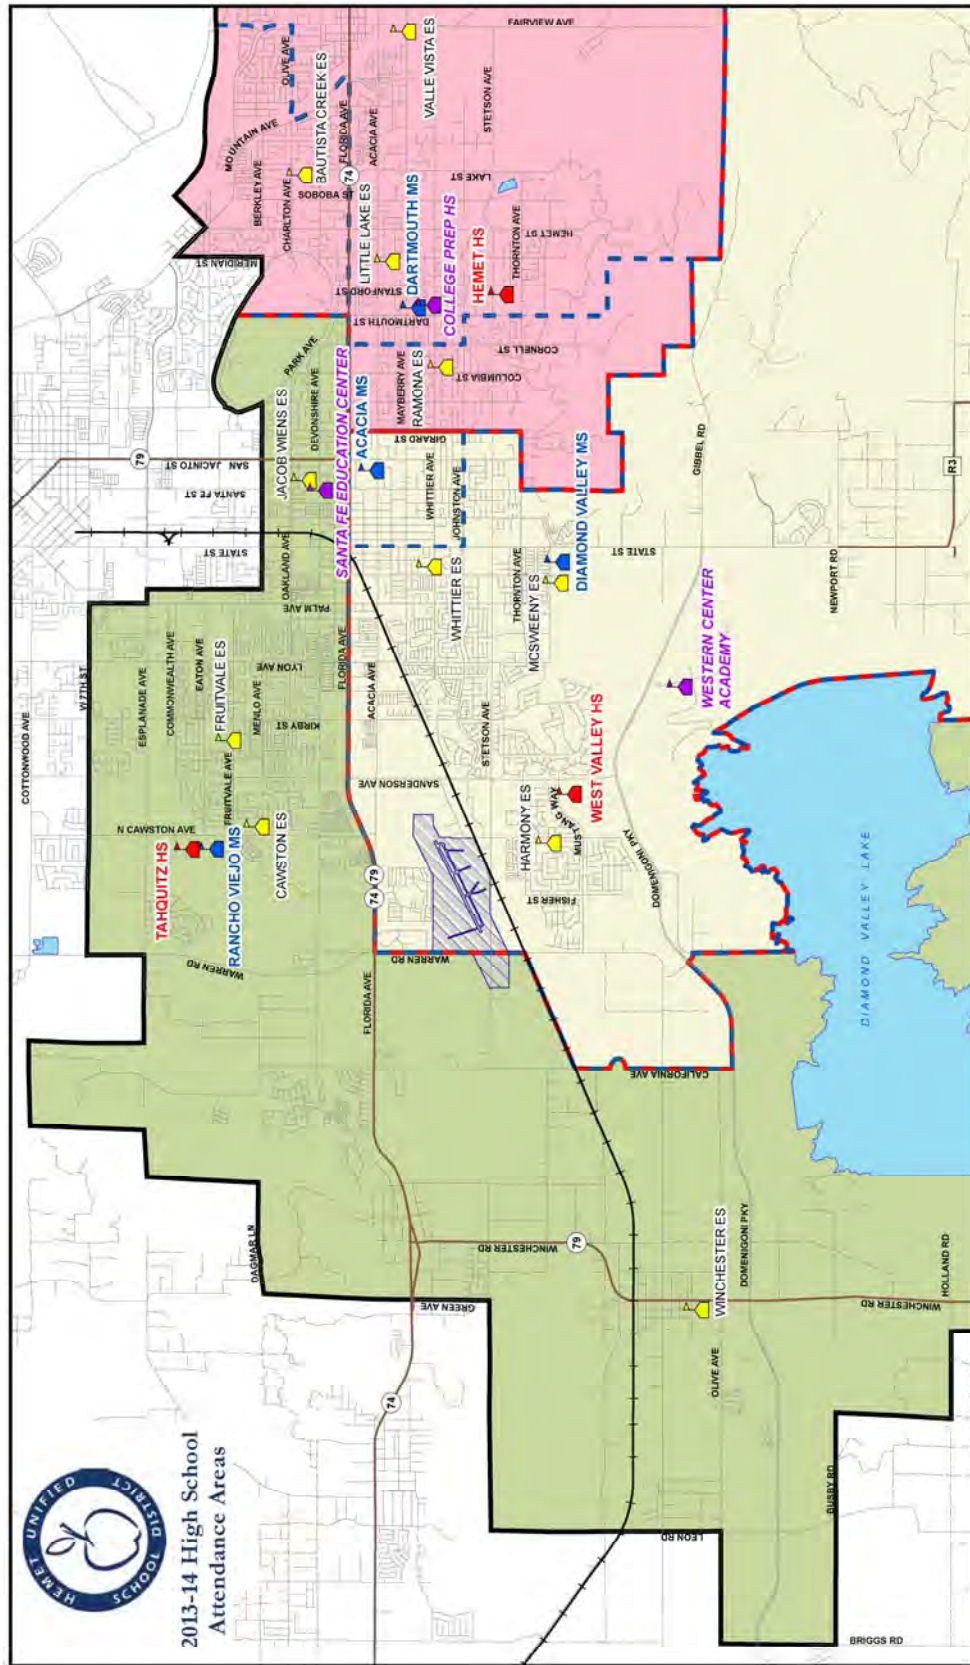 HEMET UNIFIED
SCHOOL DISTRICT
2013-14 High School
Attendance Areas
COTTONWOOD AVE
W 7TH ST
ESPLANADE AVE
COMMONWEALTH AVE
EATON AVE
FRUITVALE ES
MENLO AVE
FRUITVALE AVE
LYON AVE
KIRBY ST
PALM AVE
OAKLAND AVE
STATE ST
SANTA FE ST
SAN JACINTO ST
79
N CAWSTON AVE
TAHQUITZ HS
RANCHO VIEJO MS
CAWSTON ES
WARREN RD
FLORIDA AVE
74
79
FLORIDA AVE
ACACIA AVE
SANDERSON AVE
STETSON AVE
WARREN RD
DAGMAR LN
GREEN AVE
WINCHESTER RD
79
74
JACOB WIENS ES
DEVONSHIRE AVE
PARK AVE
SANTA FE EDUCATION CENTER
ACACIA MS
MERIDIAN ST
MOUNTAIN AVE
OLIVE AVE
BERKLEY AVE
CHARLTON AVE
SOBOBA ST
BAUTISTA CREEK ES
FLORIDA AVE
74
ACACIA AVE
FAIRVIEW AVE
VALLE VISTA ES
STETSON AVE
LAKE ST
LITTLE LAKE ES
STANFORD ST
DARTMOUTH ST
DARTMOUTH MS
COLLEGE PREP HS
HEMET HS
THORNTON AVE
HEMET ST
MAYBERRY AVE
RAMONA ES
COLUMBIA ST
CORNELL ST
GIRARD ST
WHITTIER AVE
JOHNSTON AVE
WHITTIER ES
THORNTON AVE
MCSWEENY ES
DIAMOND VALLEY MS
STATE ST
GIBBEL RD
NEWPORT RD
R3
WESTERN CENTER
ACADEMY
HARMONY ES
MUSTANG WAY
WEST VALLEY HS
FISHER ST
DOMENIGONI PKY
CALIFORNIA AVE
DIAMOND VALLEY LAKE
WINCHESTER ES
DOMENIGONI PKY
HOLLAND RD
WINCHESTER RD
OLIVE AVE
LEON RD
BUSBY RD
BRIGGS RD